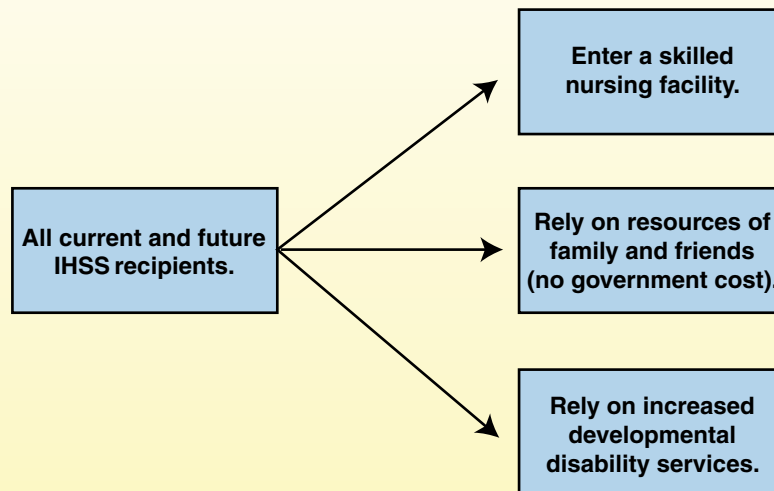 Enter a skilled
nursing facility.
All current and future
IHSS recipients.
Rely on resources of
family and friends
(no government cost).
Rely on increased
developmental
disability services.